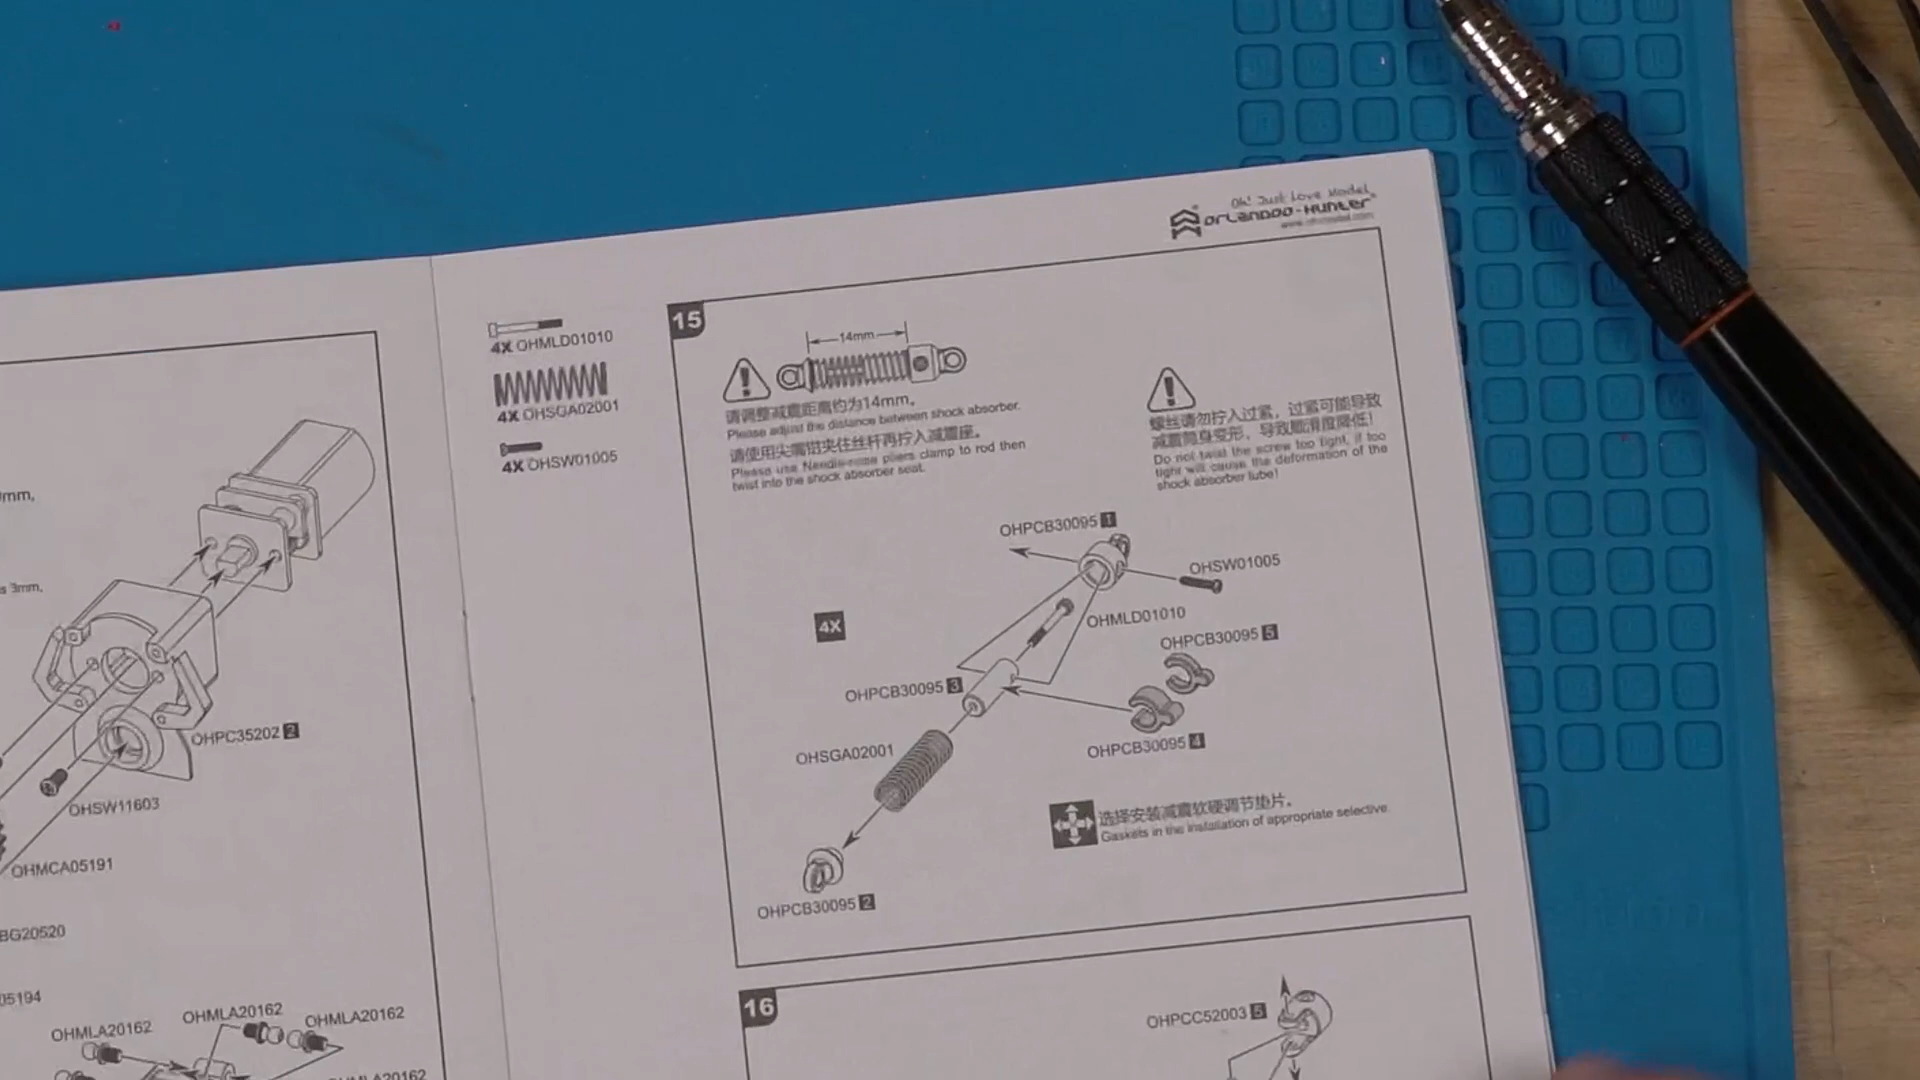 Oh! Just Love Model
Orlandoo-Hunter
15
4X OHMLD01010
4X OHSGA02001
4X OHSW01005
14mm
请调整减震距离约为14mm。
Please adjust the distance between shock absorber.
请使用尖嘴钳夹住丝杆再拧入减震座。
Please use Needle-nose pliers clamp to rod then
twist into the shock absorber seat.
螺丝请勿拧入过紧，过紧可能导致
减震筒身变形，导致顺滑度降低！
Do not twist the screw too tight, if too
tight will cause the deformation of the
shock absorber lube!
OHPCB30095 1
OHSW01005
OHMLD01010
4X
OHPCB30095 5
OHPCB30095 3
OHPCB30095 4
OHSGA02001
选择安装减震软硬调节垫片。
Gaskets in the installation of appropriate selective
OHPCB30095 2
16
OHPCC52003 5
mm,
s 3mm,
OHPC35202 2
OHSW11603
OHMCA05191
BG20520
05194
OHMLA20162
OHMLA20162
OHMLA20162
OHMLA20162